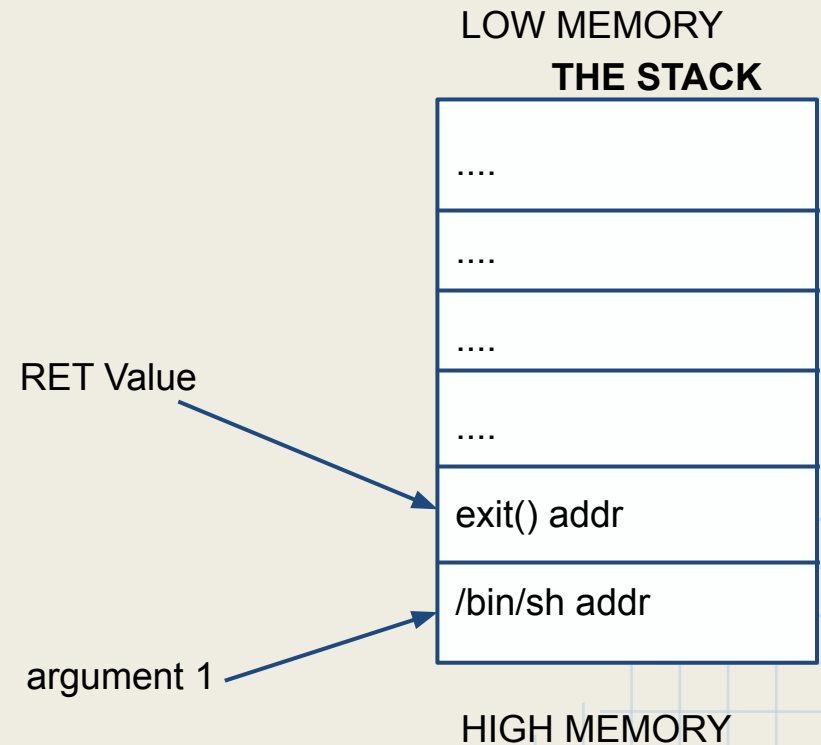 LOW MEMORY
THE STACK
....
....
....
RET Value
....
exit() addr
/bin/sh addr
argument 1
HIGH MEMORY